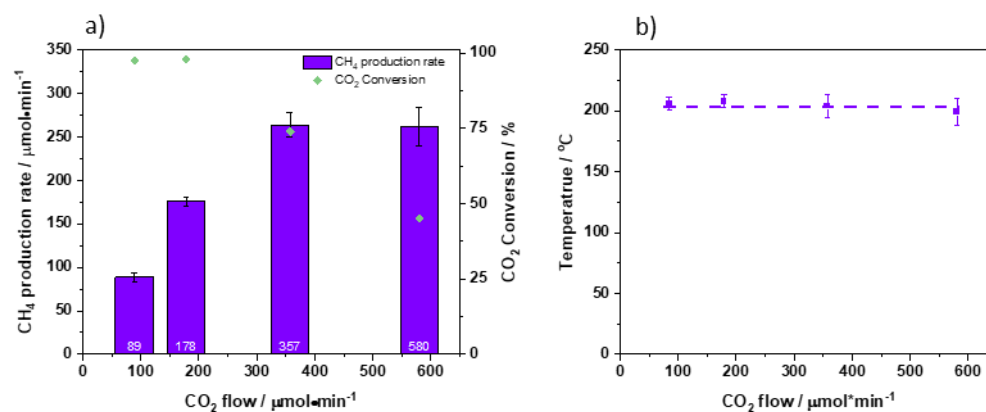 a)
350
300
250
200
150
100
50
0
CH₄ production rate / μmol•min⁻¹
CH₄ production rate
CO₂ Conversion
89
178
357
580
100
75
50
25
0
CO₂ Conversion / %
0 100 200 300 400 500 600
CO₂ flow / μmol•min⁻¹
b)
250
200
150
100
50
0
Temperatrue / °C
0 100 200 300 400 500 600
CO₂ flow / μmol*min⁻¹